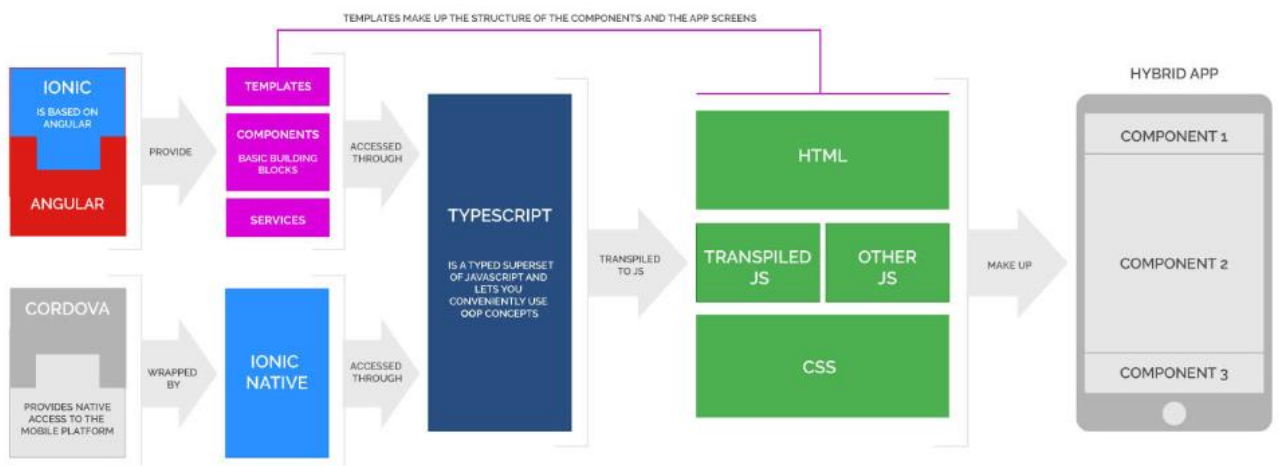 TEMPLATES MAKE UP THE STRUCTURE OF THE COMPONENTS AND THE APP SCREENS
IONIC
IS BASED ON
ANGULAR
ANGULAR
PROVIDE
TEMPLATES
COMPONENTS
BASIC BUILDING
BLOCKS
SERVICES
ACCESSED
THROUGH
CORDOVA
PROVIDES NATIVE
ACCESS TO THE
MOBILE PLATFORM
WRAPPED
BY
IONIC
NATIVE
ACCESSED
THROUGH
TYPESCRIPT
IS A TYPED SUPERSET
OF JAVASCRIPT AND
LETS YOU
CONVENIENTLY USE
OOP CONCEPTS
TRANSPILED
TO JS
HTML
TRANSPILED
JS
OTHER
JS
CSS
MAKE UP
HYBRID APP
COMPONENT 1
COMPONENT 2
COMPONENT 3